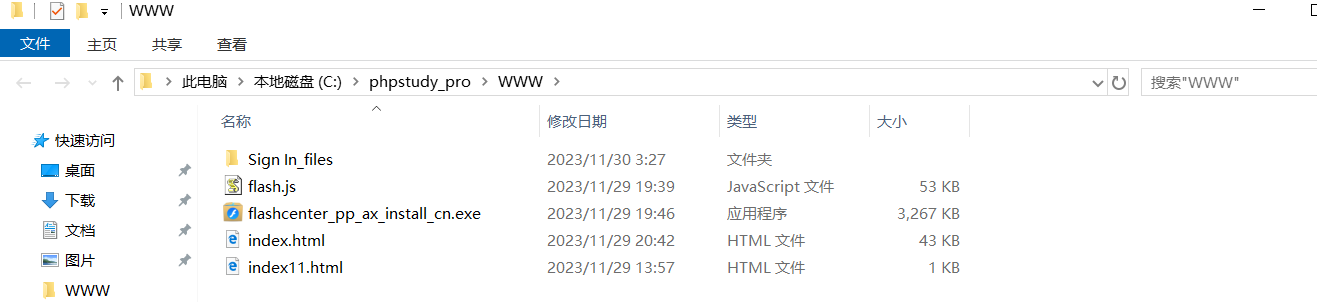 WWW
文件 主页 共享 查看
此电脑 本地磁盘 (C:) phpstudy_pro WWW 搜索"WWW"
名称 修改日期 类型 大小
快速访问
Sign In_files 2023/11/30 3:27 文件夹
桌面
flash.js 2023/11/29 19:39 JavaScript 文件 53 KB
下载
flashcenter_pp_ax_install_cn.exe 2023/11/29 19:46 应用程序 3,267 KB
文档
index.html 2023/11/29 20:42 HTML 文件 43 KB
图片
index11.html 2023/11/29 13:57 HTML 文件 1 KB
WWW